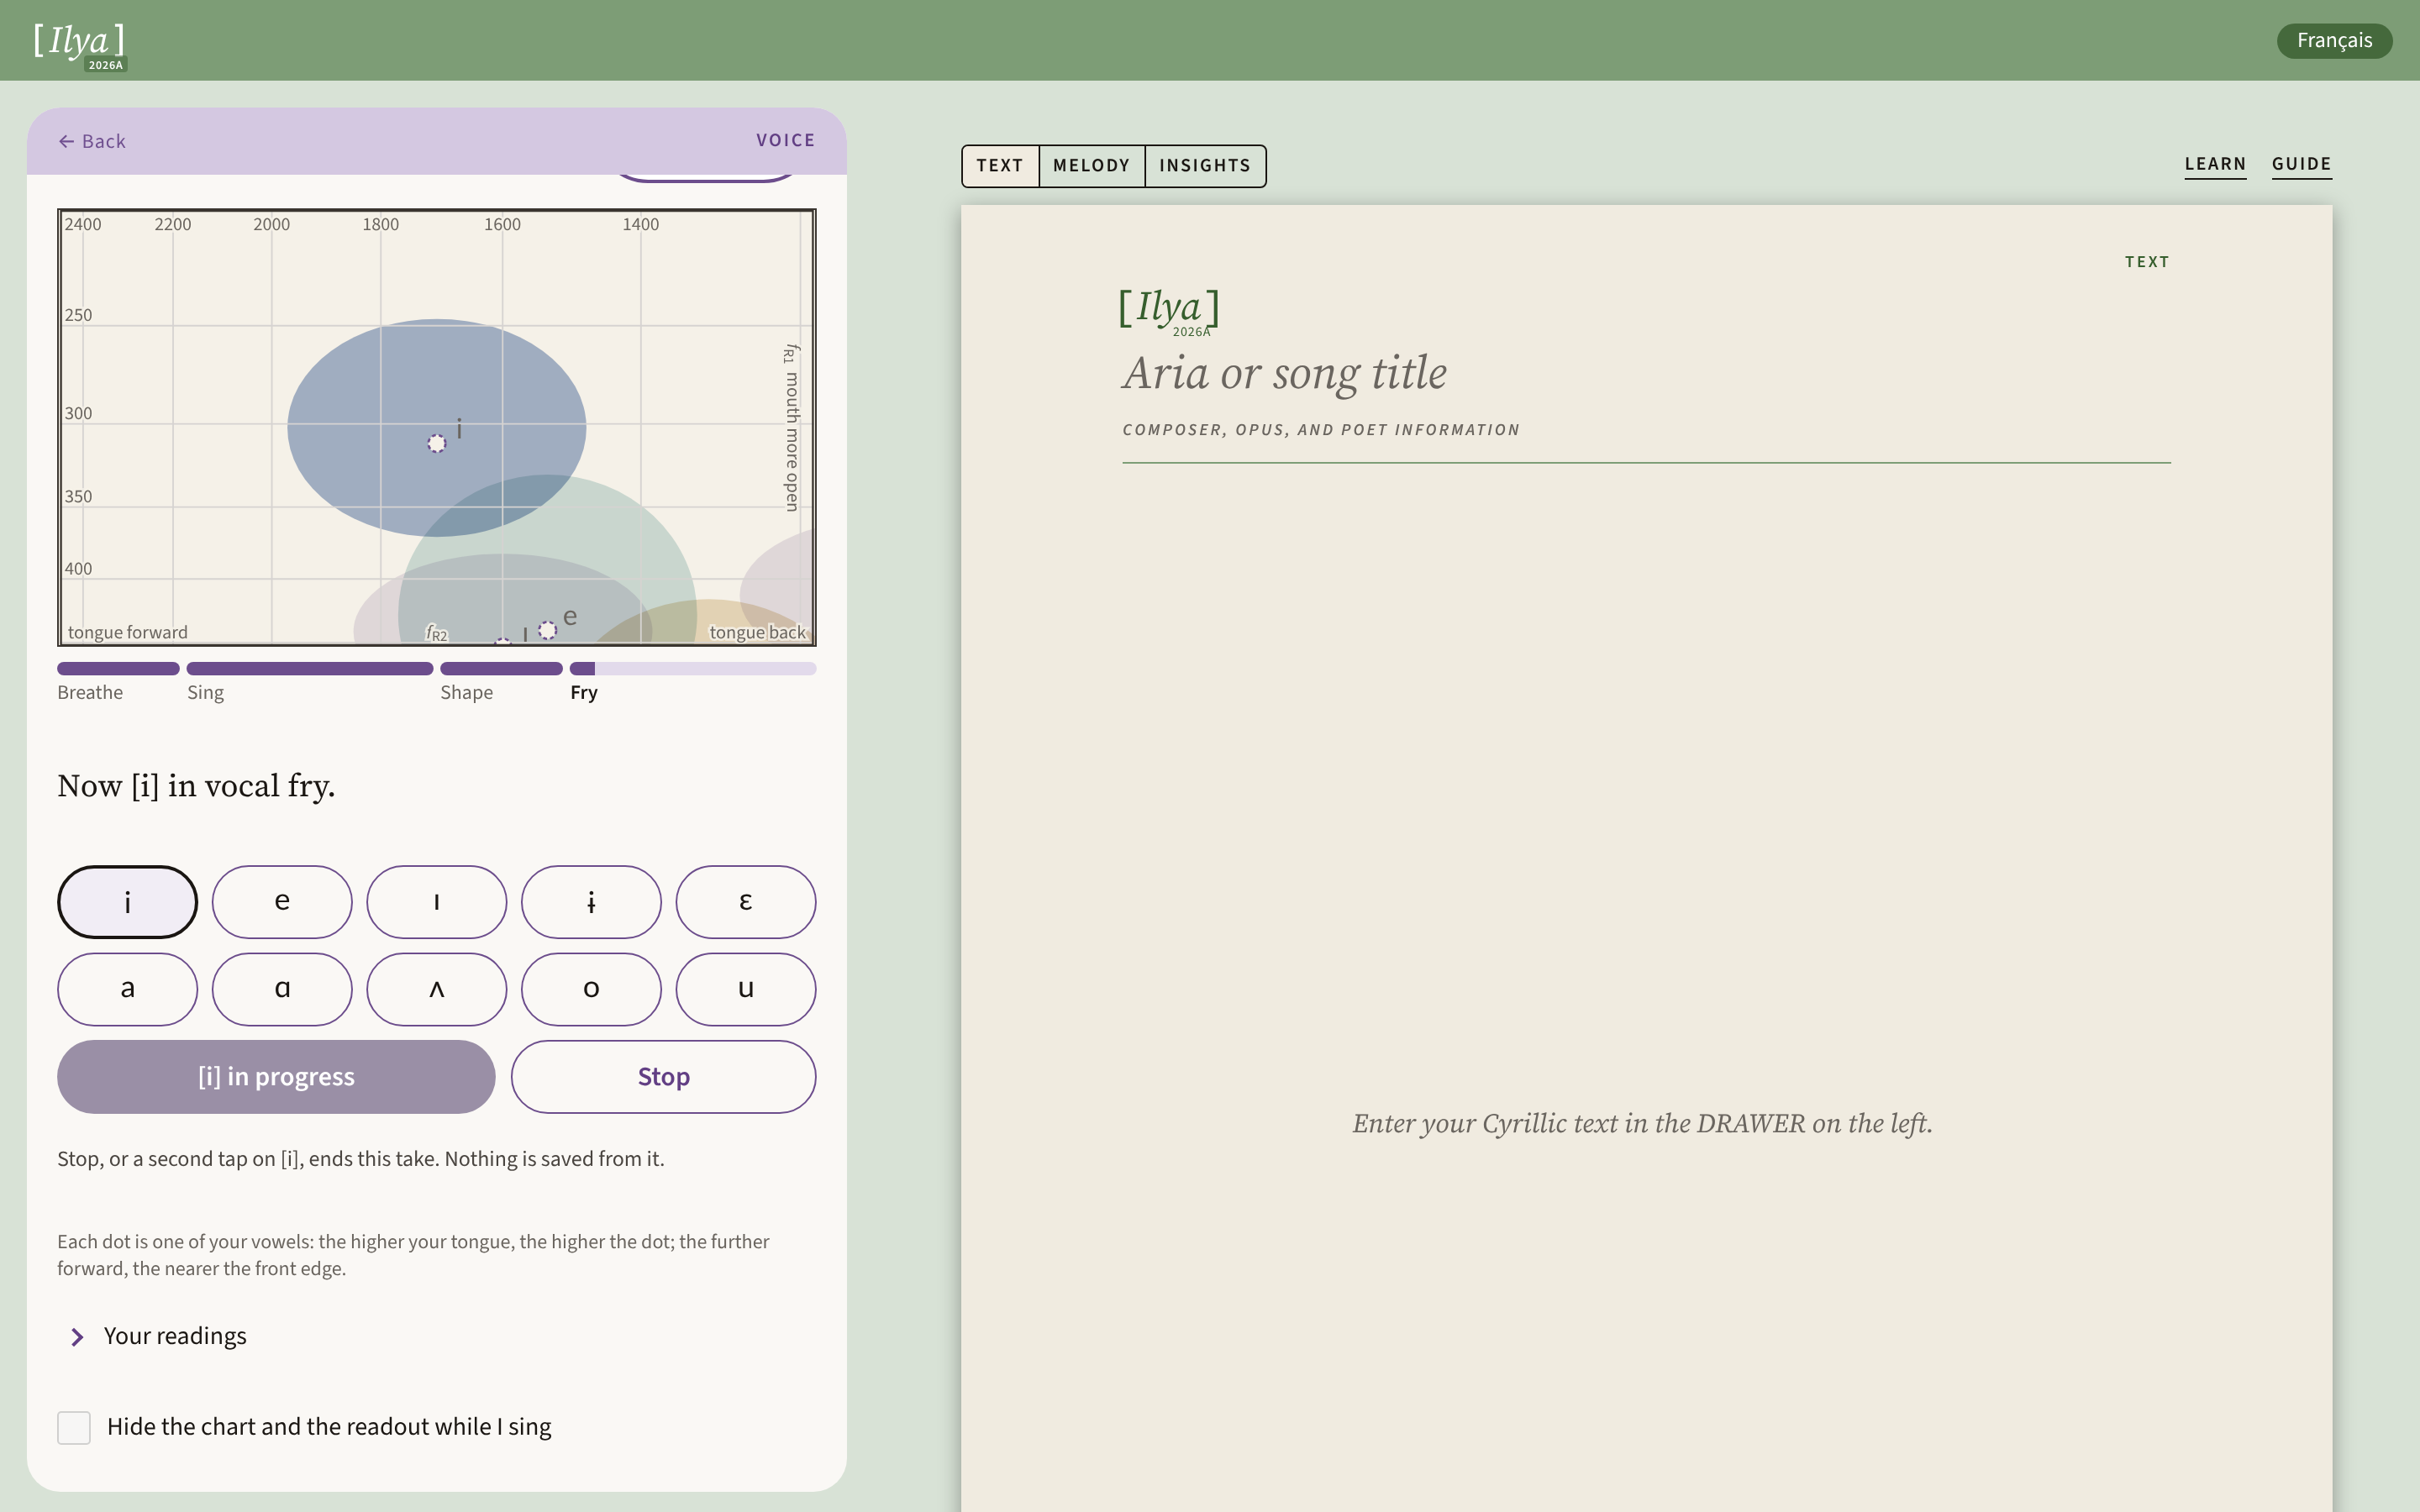 [Ilya]
2026A
Français
← Back
VOICE
2400 2200 2000 1800 1600 1400
250
300
350
400
fR1 mouth more open
i
e
ɪ
tongue forward
fR2
tongue back
Breathe
Sing
Shape
Fry
Now [i] in vocal fry.
i e ɪ ɨ ɛ
a ɑ ʌ o u
[i] in progress
Stop
Stop, or a second tap on [i], ends this take. Nothing is saved from it.
Each dot is one of your vowels: the higher your tongue, the higher the dot; the further
forward, the nearer the front edge.
Your readings
Hide the chart and the readout while I sing
TEXT
MELODY
INSIGHTS
LEARN
GUIDE
TEXT
[Ilya]
2026A
Aria or song title
COMPOSER, OPUS, AND POET INFORMATION
Enter your Cyrillic text in the DRAWER on the left.